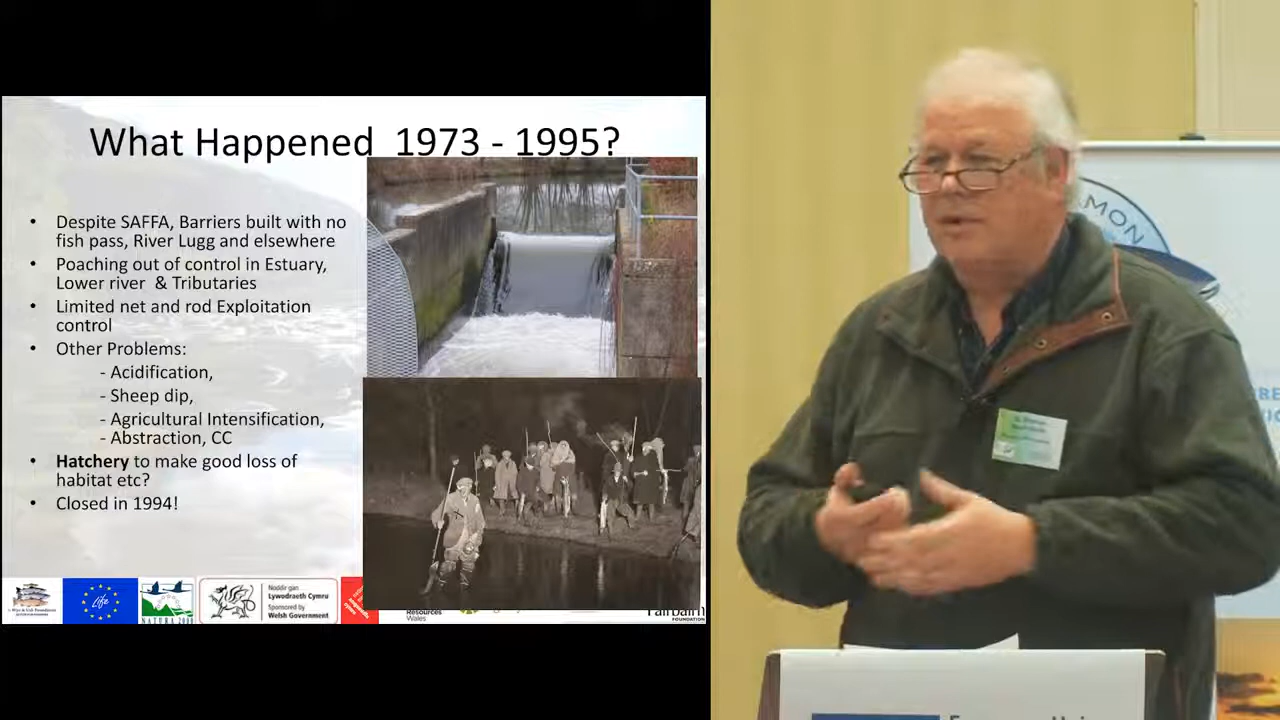 What Happened 1973 - 1995?
• Despite SAFFA, Barriers built with no
fish pass, River Lugg and elsewhere
• Poaching out of control in Estuary,
Lower river & Tributaries
• Limited net and rod Exploitation
control
• Other Problems:
- Acidification,
- Sheep dip,
- Agricultural Intensification,
- Abstraction, CC
• Hatchery to make good loss of
habitat etc?
• Closed in 1994!
Life
NATURA 2000
Noddir gan
Lywodraeth Cymru
Sponsored by
Welsh Government
Resources
Wales
Fairbairn
FOUNDATION